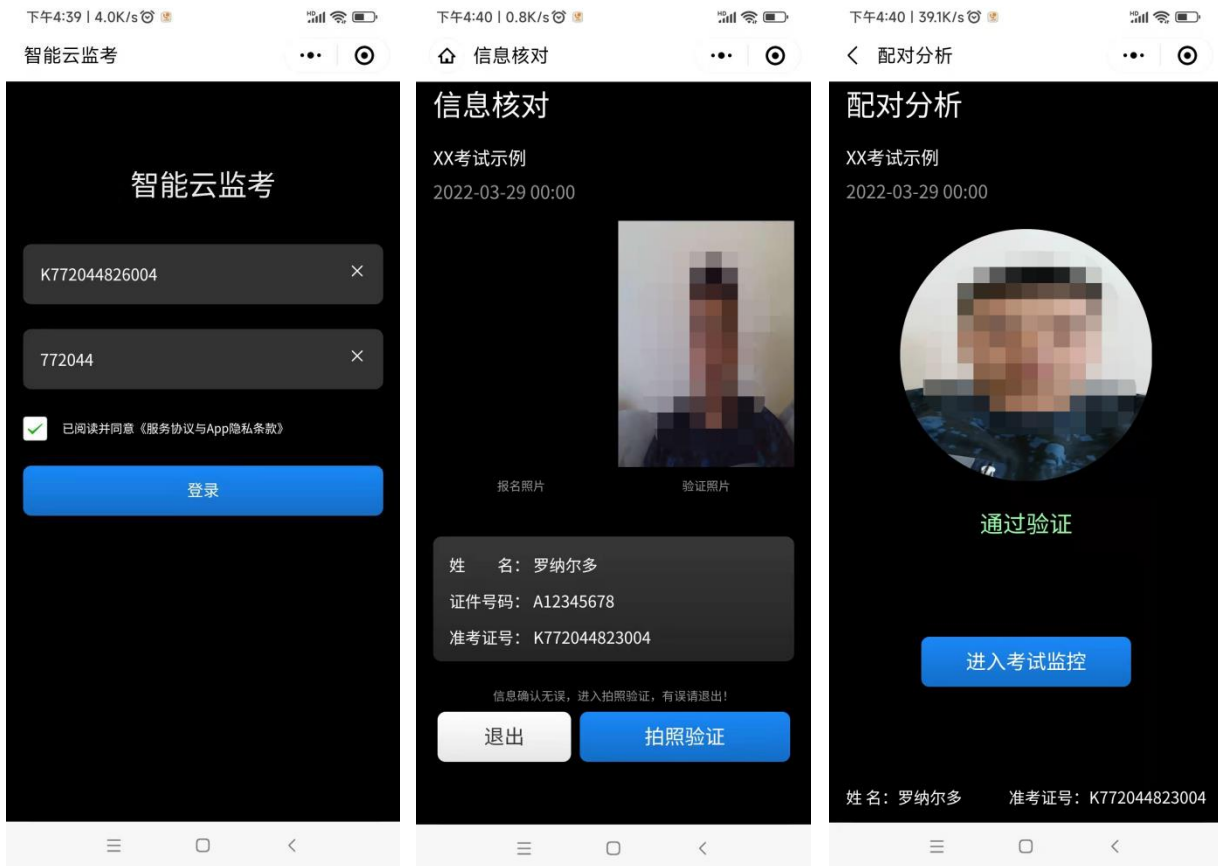 下午4:39 | 4.0K/s
智能云监考
智能云监考
K772044826004
772044
已阅读并同意《服务协议与App隐私条款》
登录
下午4:40 | 0.8K/s
信息核对
信息核对
XX考试示例
2022-03-29 00:00
报名照片
验证照片
姓 名： 罗纳尔多
证件号码： A12345678
准考证号： K772044823004
信息确认无误，进入拍照验证，有误请退出！
退出
拍照验证
下午4:40 | 39.1K/s
配对分析
配对分析
XX考试示例
2022-03-29 00:00
通过验证
进入考试监控
姓 名：罗纳尔多
准考证号：K772044823004